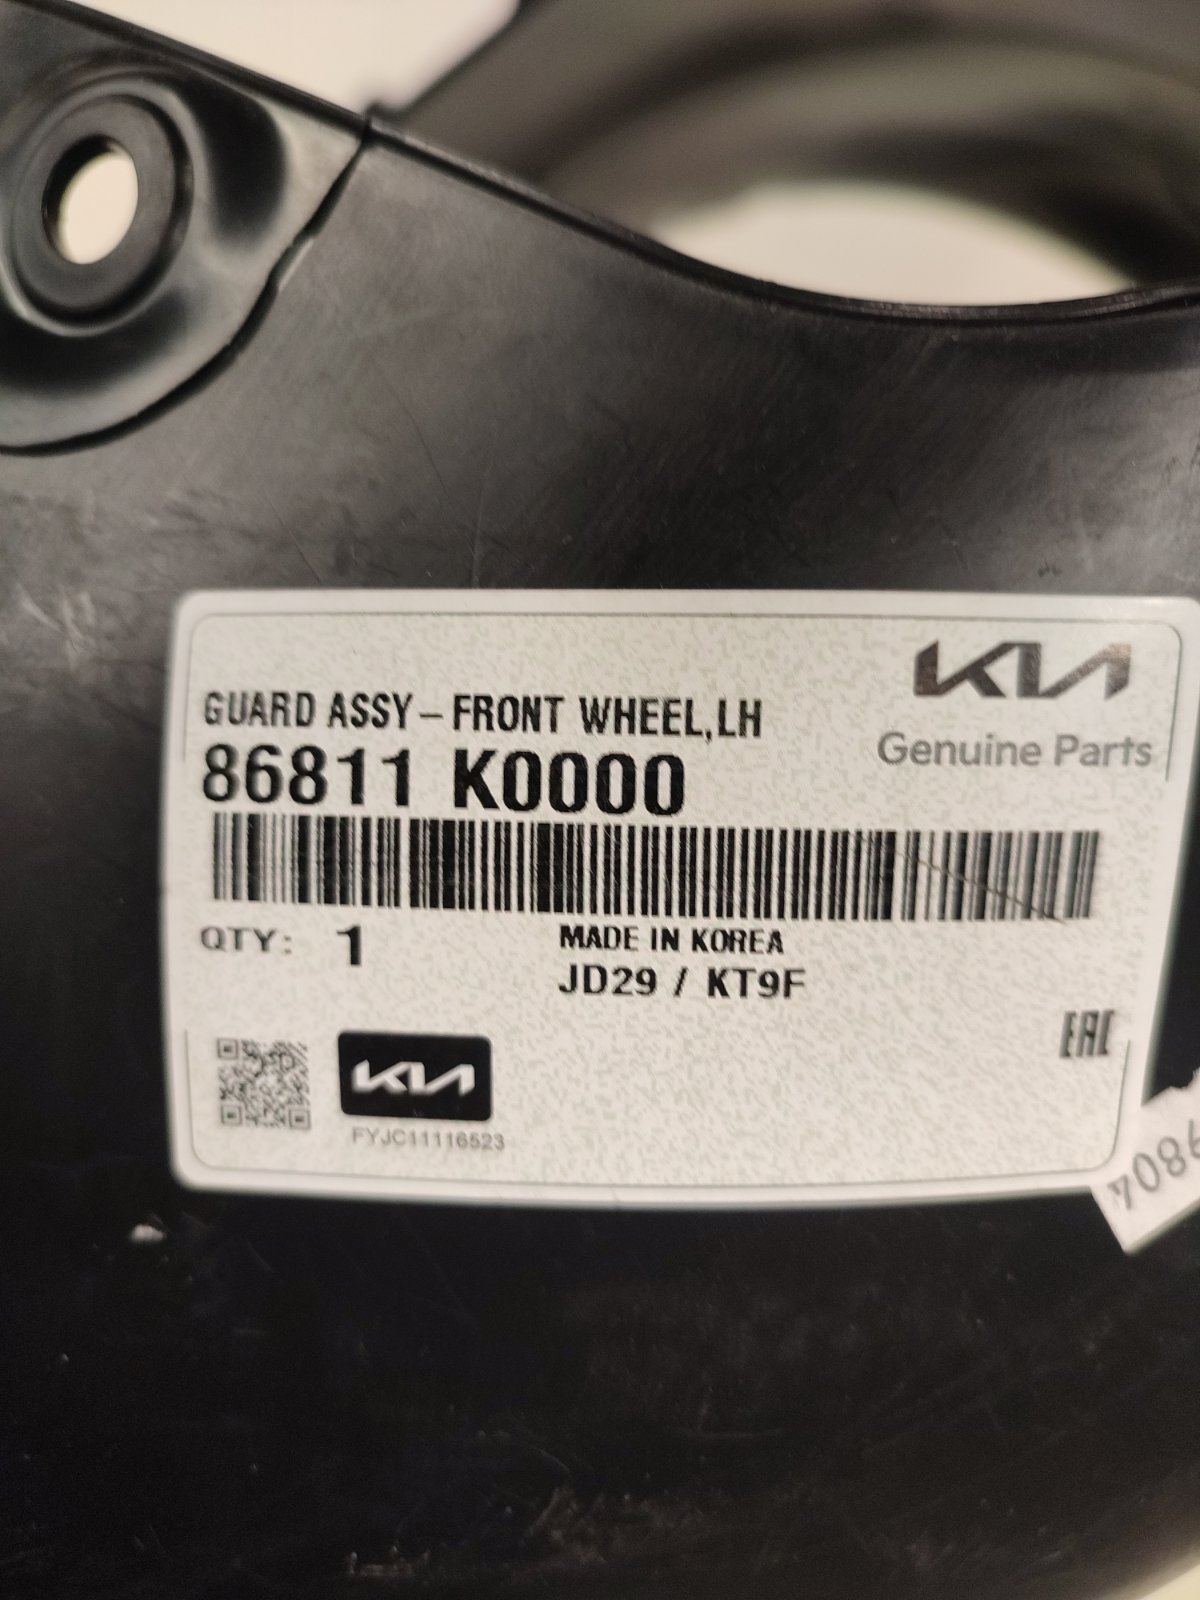 KIA
Genuine Parts
GUARD ASSY-FRONT WHEEL,LH
86811 K0000
QTY: 1
MADE IN KOREA
JD29 / KT9F
EAC
KIA
FYJC11116523